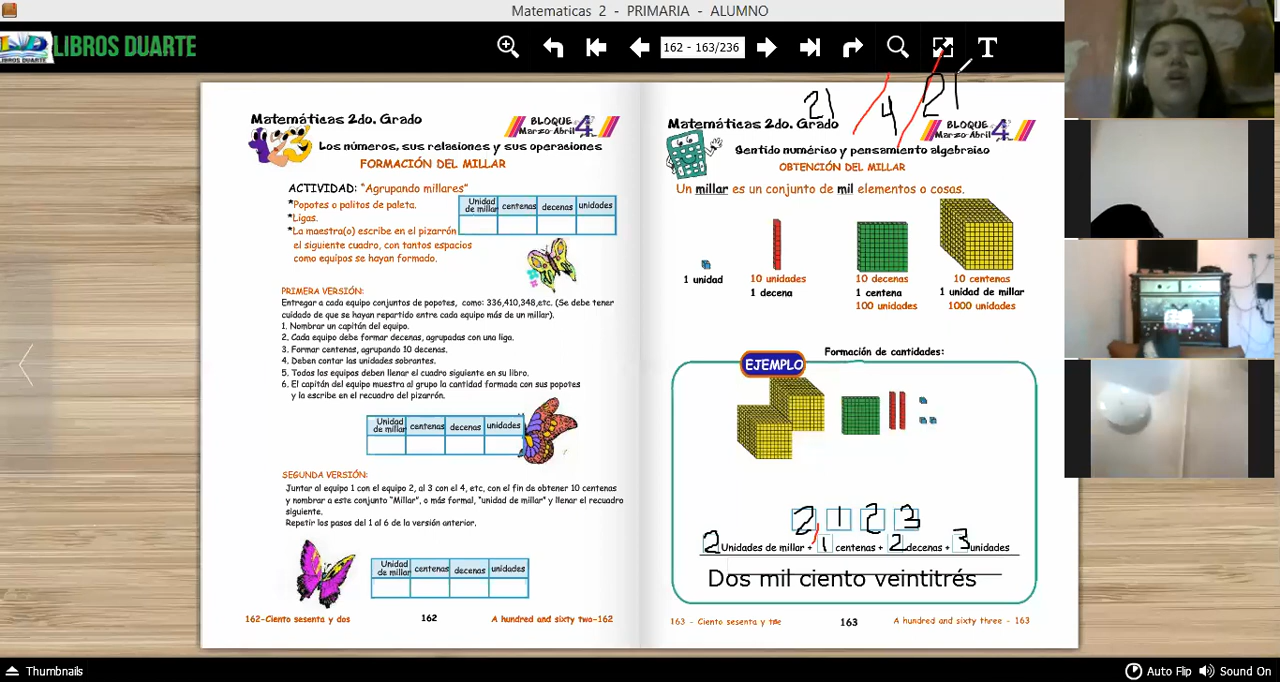 Matematicas 2 - PRIMARIA - ALUMNO
LIBROS DUARTE
LIBROS DUARTE
162 - 163/236
T
21 / 4 / 21
Matemáticas 2do. Grado
BLOQUE
Marzo Abril 4
Los números, sus relaciones y sus operaciones
FORMACIÓN DEL MILLAR
ACTIVIDAD: “Agrupando millares”
*Popotes o palitos de paleta.
*Ligas.
*La maestra(o) escribe en el pizarrón
el siguiente cuadro, con tantos espacios
como equipos se hayan formado.
Unidad de millar centenas decenas unidades
PRIMERA VERSIÓN:
Entregar a cada equipo conjuntos de popotes, como: 336,410,348,etc. (Se debe tener
cuidado de que se hayan repartido entre cada equipo más de un millar).
1. Nombrar un capitán del equipo.
2. Cada equipo debe formar decenas, agrupadas con una liga.
3. Formar centenas, agrupando 10 decenas.
4. Deben contar las unidades sobrantes.
5. Todos los equipos deben llenar el cuadro siguiente en su libro.
6. El capitán del equipo muestra al grupo la cantidad formada con sus popotes
y la escribe en el recuadro del pizarrón.
Unidad de millar centenas decenas unidades
SEGUNDA VERSIÓN:
Juntar al equipo 1 con el equipo 2, al 3 con el 4, etc, con el fin de obtener 10 centenas
y nombrar a este conjunto “Millar”, o más formal, “unidad de millar” y llenar el recuadro
siguiente.
Repetir los pasos del 1 al 6 de la versión anterior.
Unidad de millar centenas decenas unidades
162-Ciento sesenta y dos
162
A hundred and sixty two-162
Matemáticas 2do. Grado
BLOQUE
Marzo Abril 4
Sentido numérico y pensamiento algebraico
OBTENCIÓN DEL MILLAR
Un millar es un conjunto de mil elementos o cosas.
1 unidad
10 unidades
1 decena
10 decenas
1 centena
100 unidades
10 centenas
1 unidad de millar
1000 unidades
Formación de cantidades:
EJEMPLO
2 1 2 3
2 Unidades de millar + 1 centenas + 2 decenas + 3 unidades
Dos mil ciento veintitrés
163 - Ciento sesenta y
163
A hundred and sixty three - 163
Thumbnails
Auto Flip
Sound On